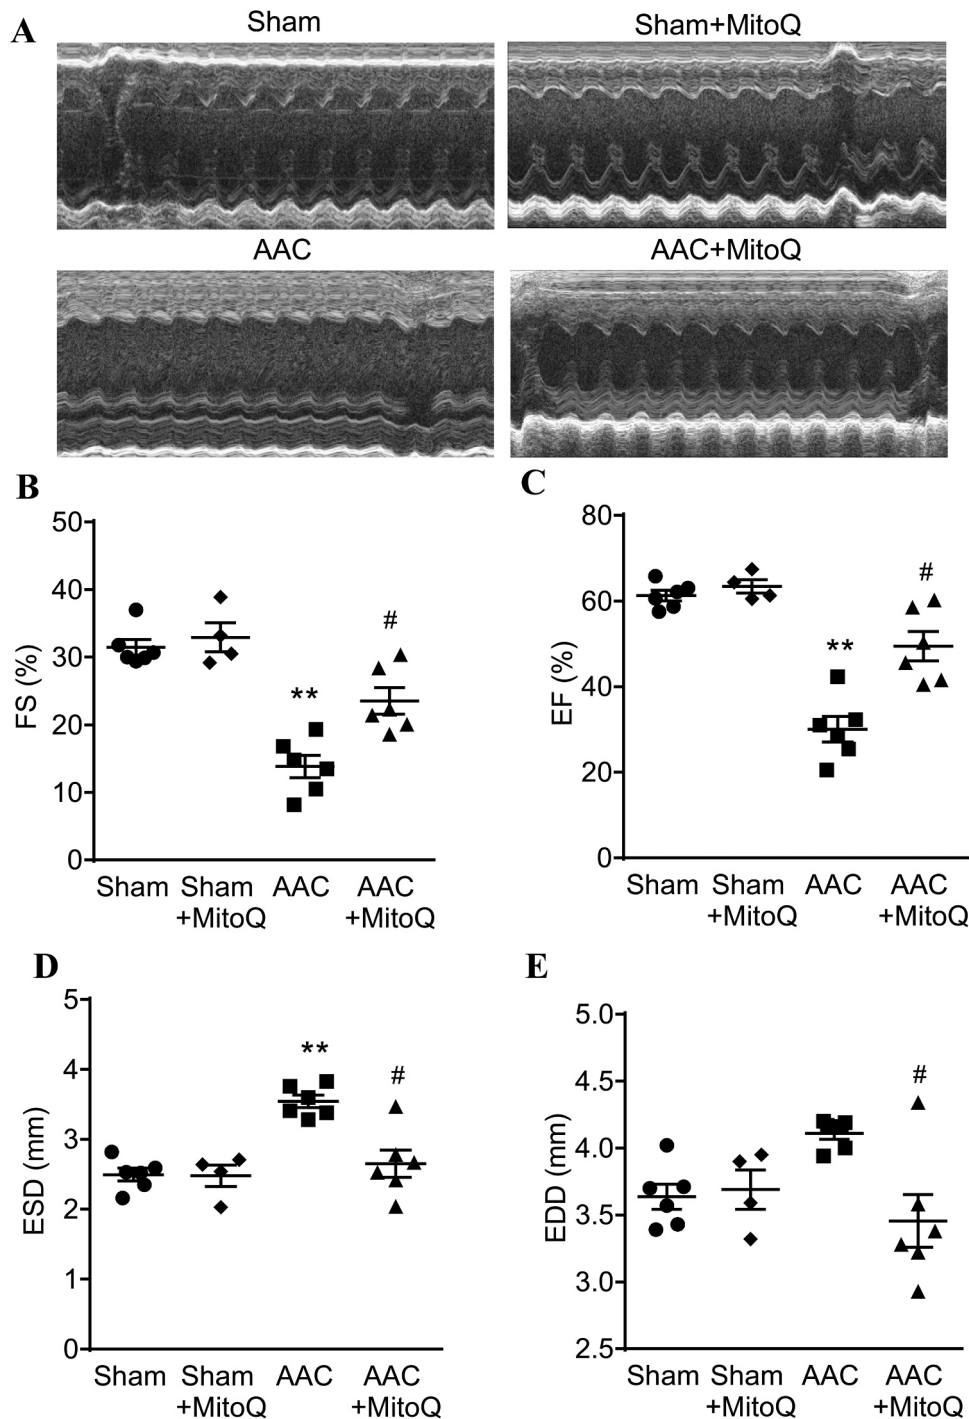 A
Sham
Sham+MitoQ
AAC
AAC+MitoQ
B
50
40
30
20
10
0
FS (%)
**
#
Sham
Sham
+MitoQ
AAC
AAC
+MitoQ
C
80
60
40
20
0
EF (%)
**
#
Sham
Sham
+MitoQ
AAC
AAC
+MitoQ
D
5
4
3
2
1
0
ESD (mm)
**
#
Sham
Sham
+MitoQ
AAC
AAC
+MitoQ
E
5.0
4.5
4.0
3.5
3.0
2.5
EDD (mm)
#
Sham
Sham
+MitoQ
AAC
AAC
+MitoQ